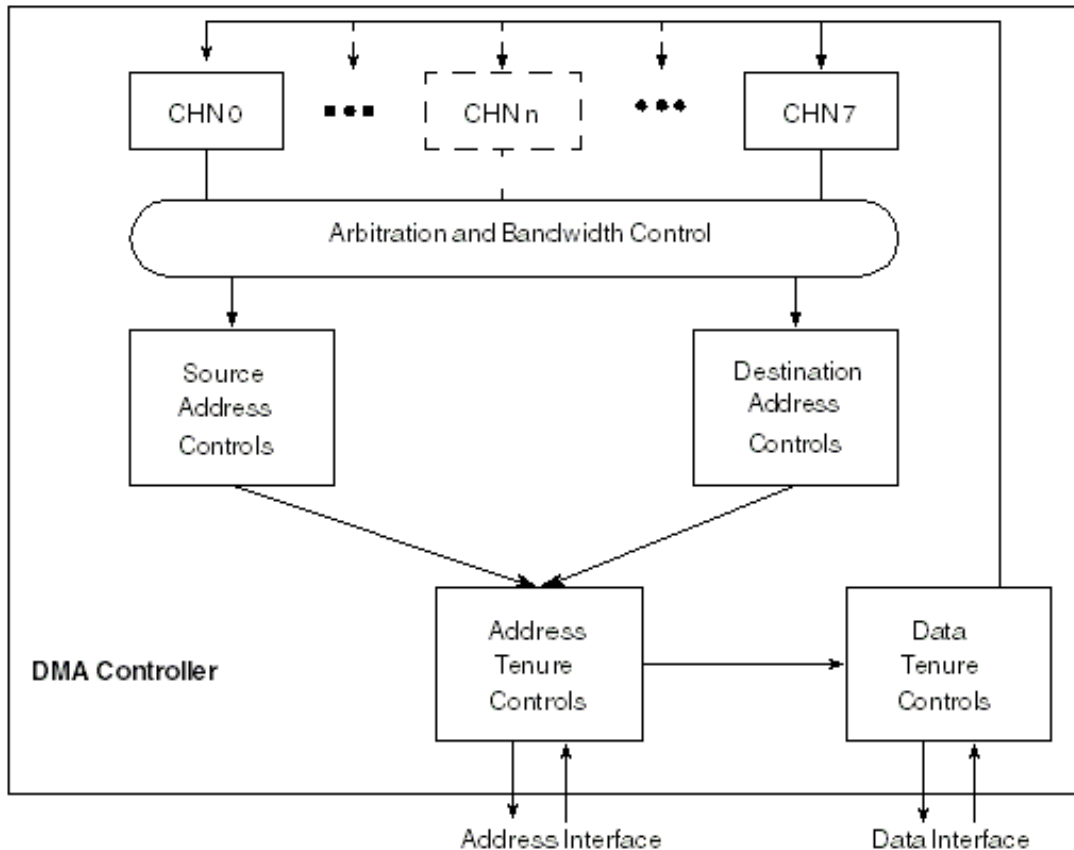 CHN 0
CHN n
CHN 7
Arbitration and Bandwidth Control
Source
Address
Controls
Destination
Address
Controls
Address
Tenure
Controls
Data
Tenure
Controls
DMA Controller
Address Interface
Data Interface